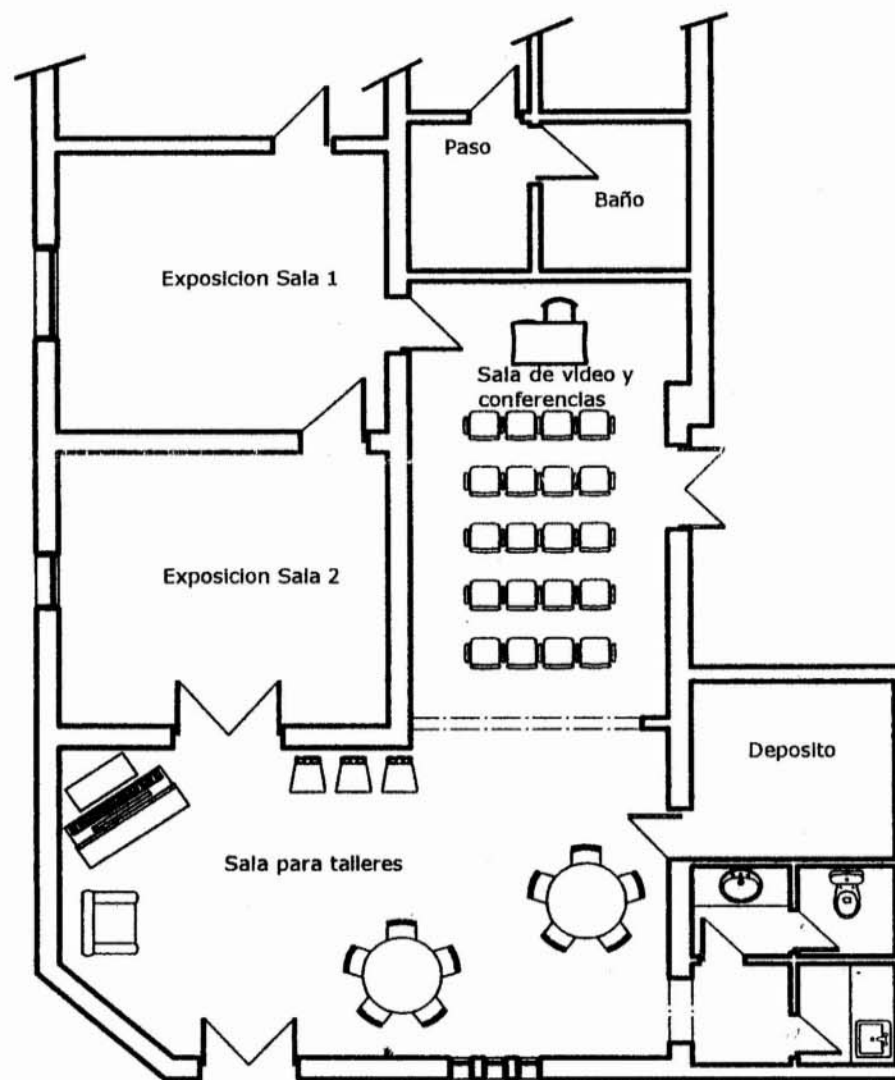 Paso
Baño
Exposicion Sala 1
Sala de video y
conferencias
Exposicion Sala 2
Deposito
Sala para talleres